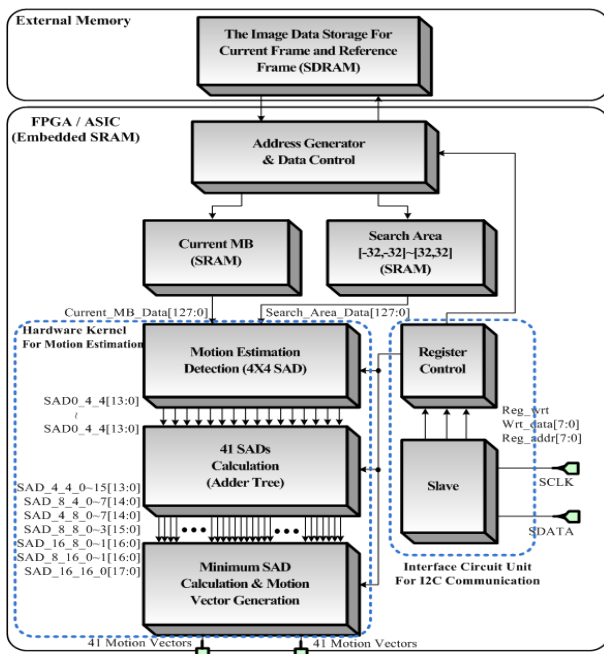 External Memory
The Image Data Storage For
Current Frame and Reference
Frame (SDRAM)
FPGA / ASIC
(Embedded SRAM)
Address Generator
& Data Control
Current MB
(SRAM)
Search Area
[-32,-32]~[32,32]
(SRAM)
Current_MB_Data[127:0]
Search_Area_Data[127:0]
Hardware Kernel
For Motion Estimation
Motion Estimation
Detection (4X4 SAD)
Register
Control
SAD0_4_4[13:0]
~
SAD0_4_4[13:0]
Reg_wrt
Wrt_data[7:0]
Reg_addr[7:0]
41 SADs
Calculation
(Adder Tree)
Slave
SCLK
SDATA
SAD_4_4_0~15[13:0]
SAD_8_4_0~7[14:0]
SAD_4_8_0~7[14:0]
SAD_8_8_0~3[15:0]
SAD_16_8_0~1[16:0]
SAD_8_16_0~1[16:0]
SAD_16_16_0[17:0]
Minimum SAD
Calculation & Motion
Vector Generation
Interface Circuit Unit
For I2C Communication
41 Motion Vectors
41 Motion Vectors